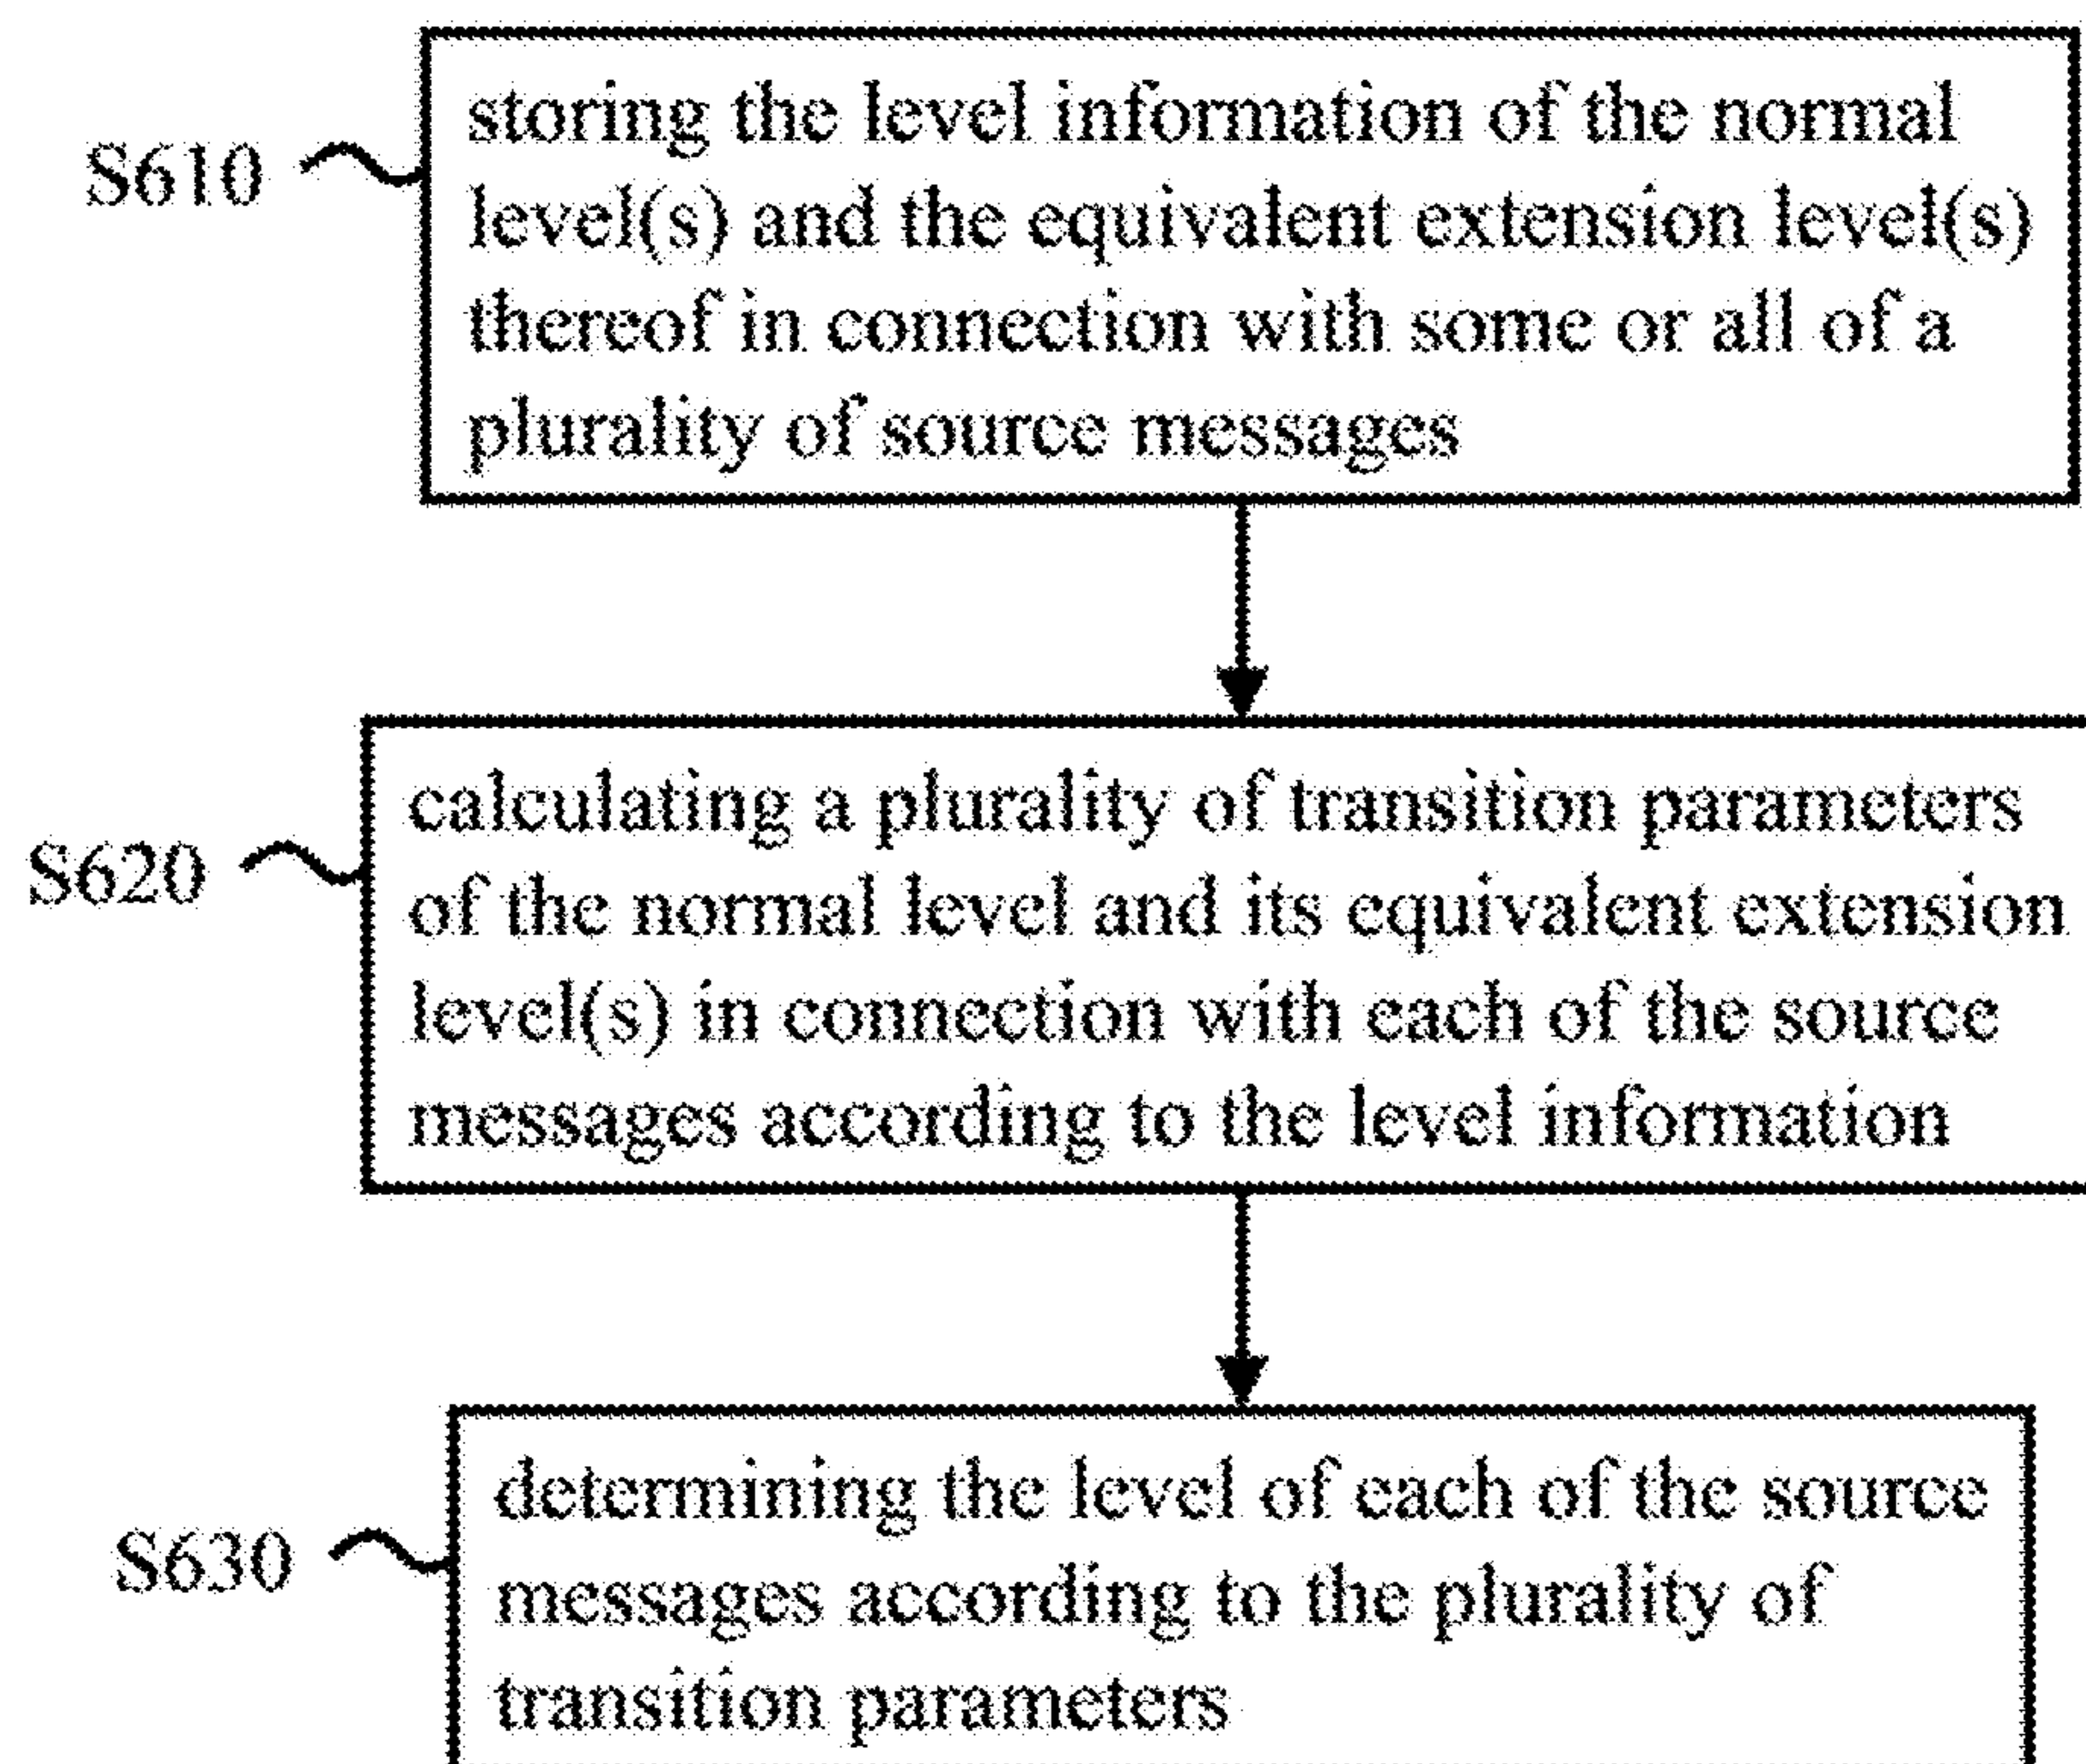 storing the level information of the normal
S610
level(s) and the equivalent extension level(s)
thereof in connection with some or all of a
plurality of source messages
calculating a plurality of transition parameters
S620
of the normal level and its equivalent extension
level(s) in connection with each of the source
messages according to the level information
determining the level of each of the source
S630
messages according to the plurality of
transition parameters